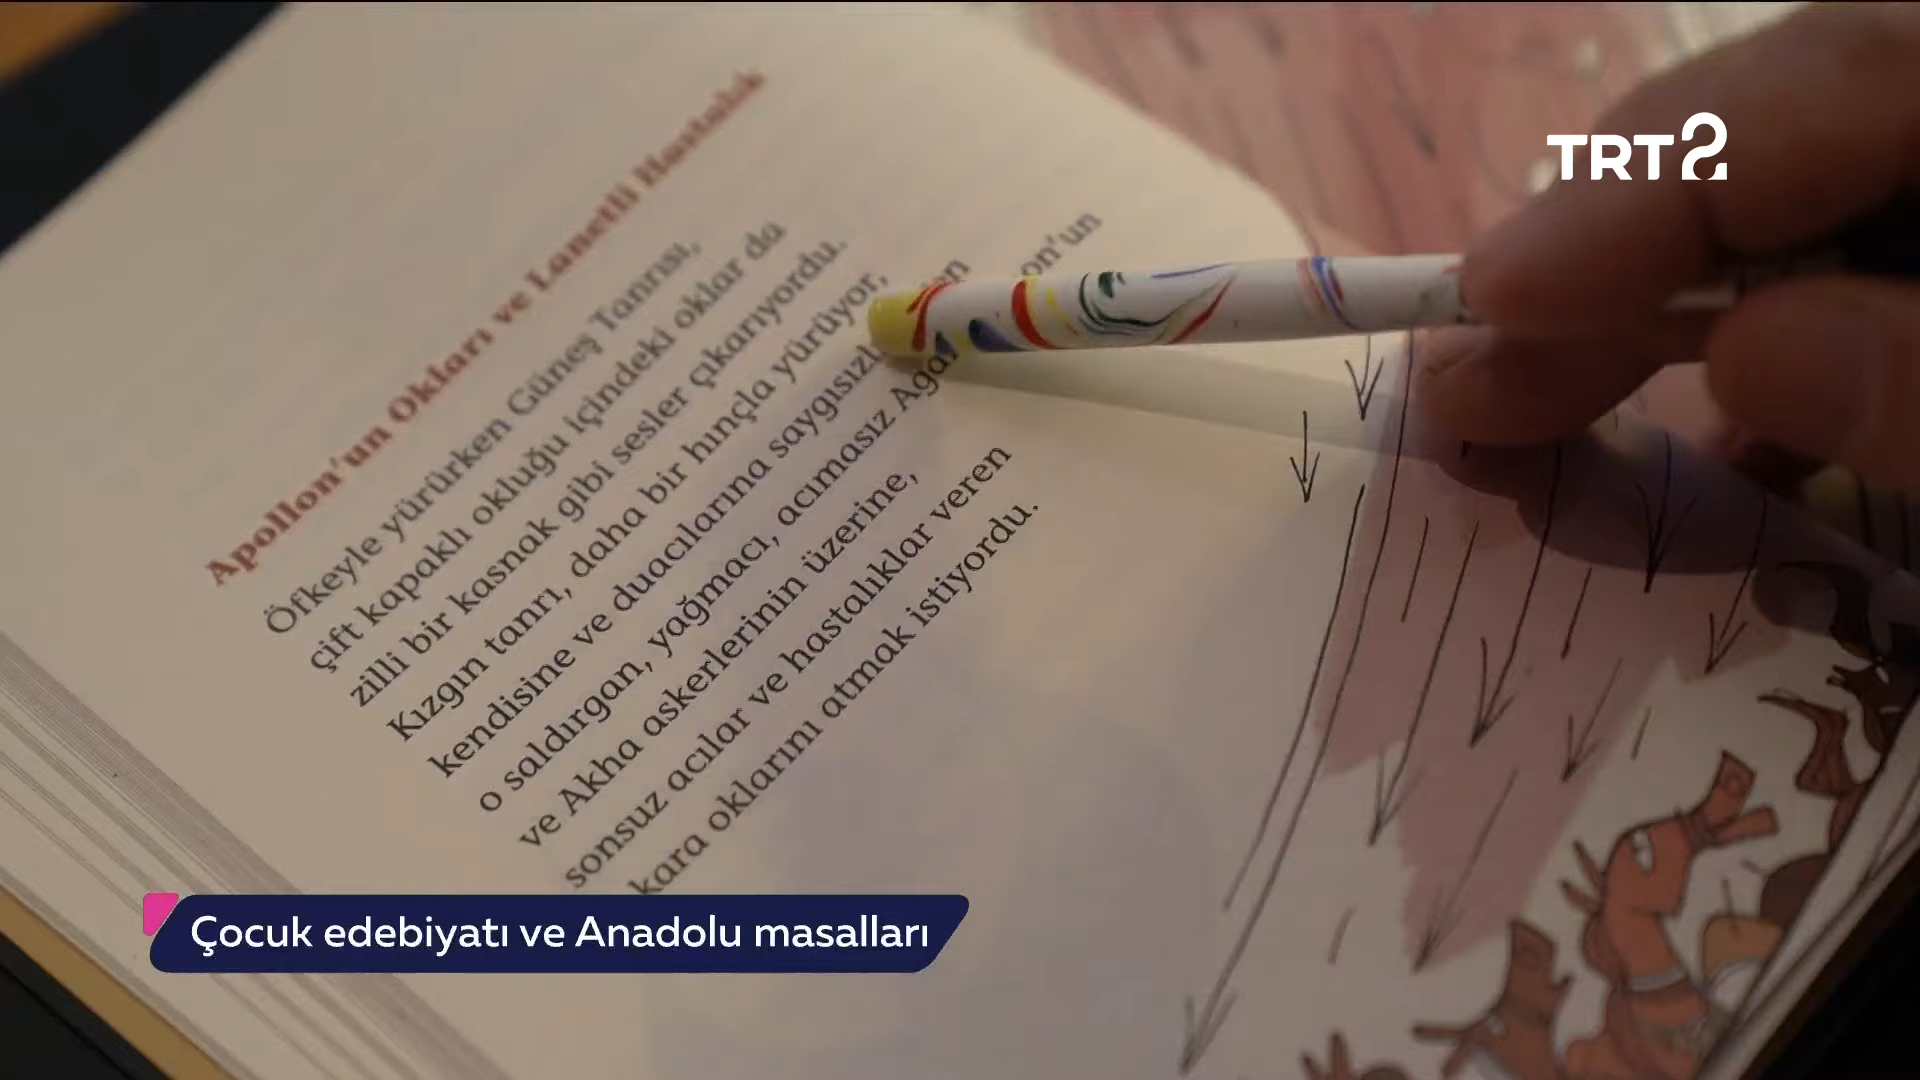 TRT2
Apollon'un Okları ve Lanetli Hastalık
Öfkeyle yürürken Güneş Tanrısı,
çift kapaklı okluğu içindeki oklar da
zilli bir kasnak gibi sesler çıkarıyordu.
Kızgın tanrı, daha bir hınçla yürüyor,
kendisine ve duacılarına
o saldırgan, yağmacı, acımasız
ve Akha askerlerinin üzerine,
sonsuz acılar ve hastalıklar veren
kara oklarını atmak istiyordu.
Çocuk edebiyatı ve Anadolu masalları